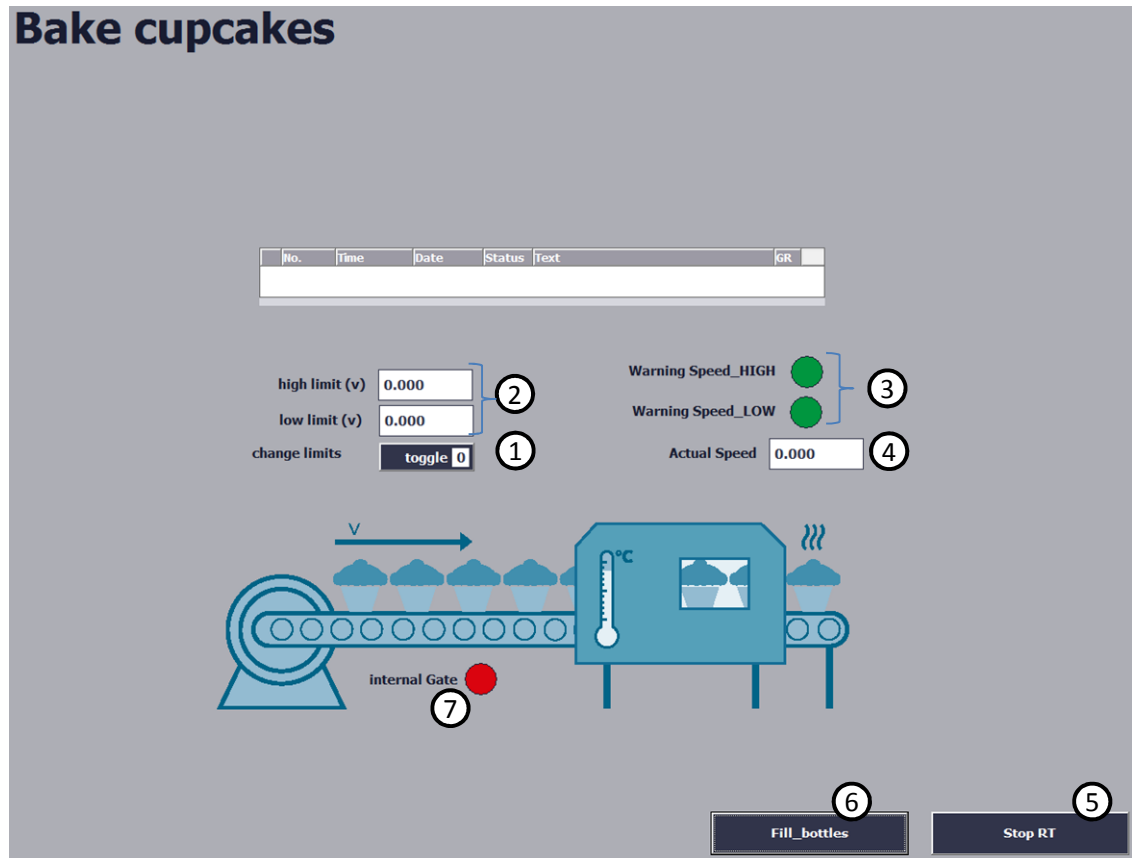 Bake cupcakes
No. Time Date Status Text GR
high limit (v) 0.000
low limit (v) 0.000
2
change limits toggle 0
1
Warning Speed_HIGH
Warning Speed_LOW
3
Actual Speed 0.000
4
V
°C
internal Gate
7
6
5
Fill_bottles
Stop RT